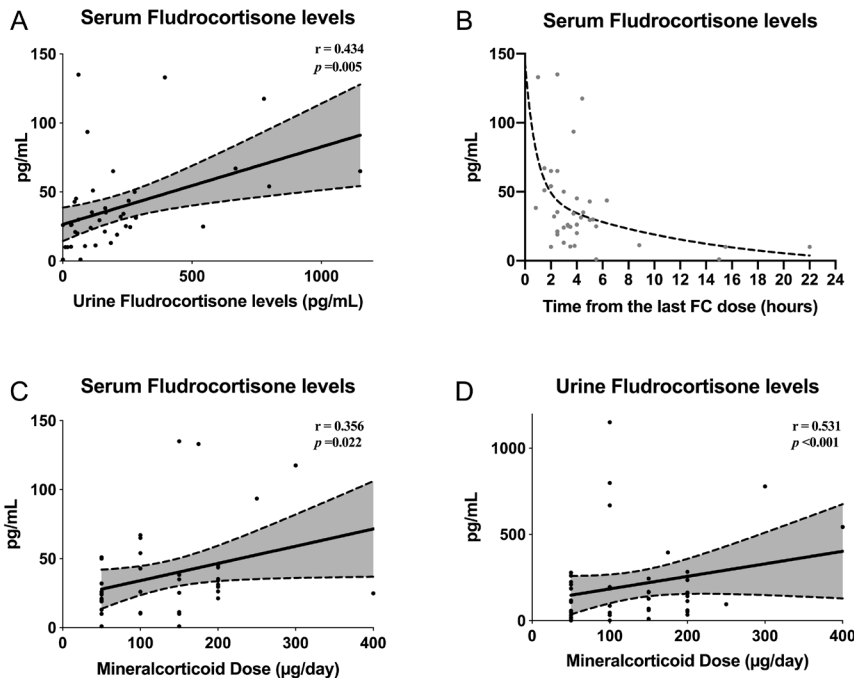 A
Serum Fludrocortisone levels
r = 0.434
p =0.005
150
100
50
0
pg/mL
0
500
1000
Urine Fludrocortisone levels (pg/mL)
B
Serum Fludrocortisone levels
150
100
50
0
pg/mL
0 2 4 6 8 10 12 14 16 18 20 22 24
Time from the last FC dose (hours)
C
Serum Fludrocortisone levels
r = 0.356
p =0.022
150
100
50
0
pg/mL
0 100 200 300 400
Mineralcorticoid Dose (µg/day)
D
Urine Fludrocortisone levels
r = 0.531
p <0.001
1000
500
0
pg/mL
0 100 200 300 400
Mineralcorticoid Dose (µg/day)